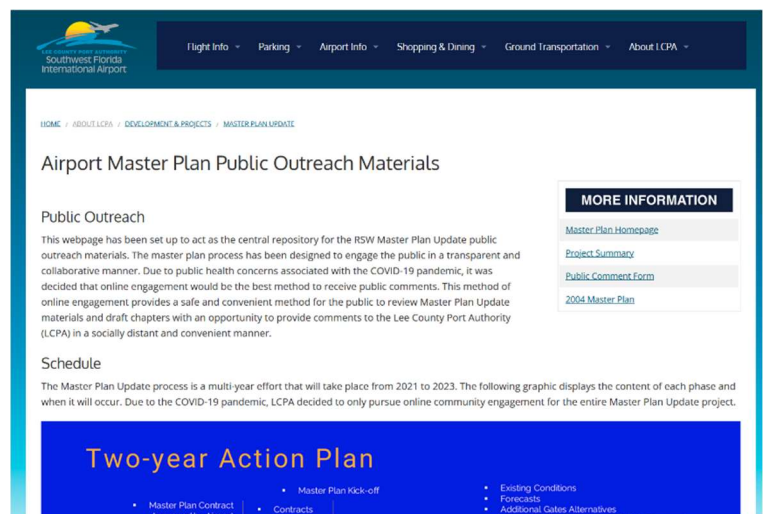 LEE COUNTY PORT AUTHORITY
Southwest Florida
International Airport
Flight Info
Parking
Airport Info
Shopping & Dining
Ground Transportation
About LCPA
HOME / ABOUT LCPA / DEVELOPMENT & PROJECTS / MASTER PLAN UPDATE
Airport Master Plan Public Outreach Materials
Public Outreach
This webpage has been set up to act as the central repository for the RSW Master Plan Update public
outreach materials. The master plan process has been designed to engage the public in a transparent and
collaborative manner. Due to public health concerns associated with the COVID-19 pandemic, it was
decided that online engagement would be the best method to receive public comments. This method of
online engagement provides a safe and convenient method for the public to review Master Plan Update
materials and draft chapters with an opportunity to provide comments to the Lee County Port Authority
(LCPA) in a socially distant and convenient manner.
MORE INFORMATION
Master Plan Homepage
Project Summary
Public Comment Form
2004 Master Plan
Schedule
The Master Plan Update process is a multi-year effort that will take place from 2021 to 2023. The following graphic displays the content of each phase and
when it will occur. Due to the COVID-19 pandemic, LCPA decided to only pursue online community engagement for the entire Master Plan Update project.
Two-year Action Plan
• Master Plan Kick-off
• Master Plan Contract
• Contracts
• Existing Conditions
• Forecasts
• Additional Gates Alternatives